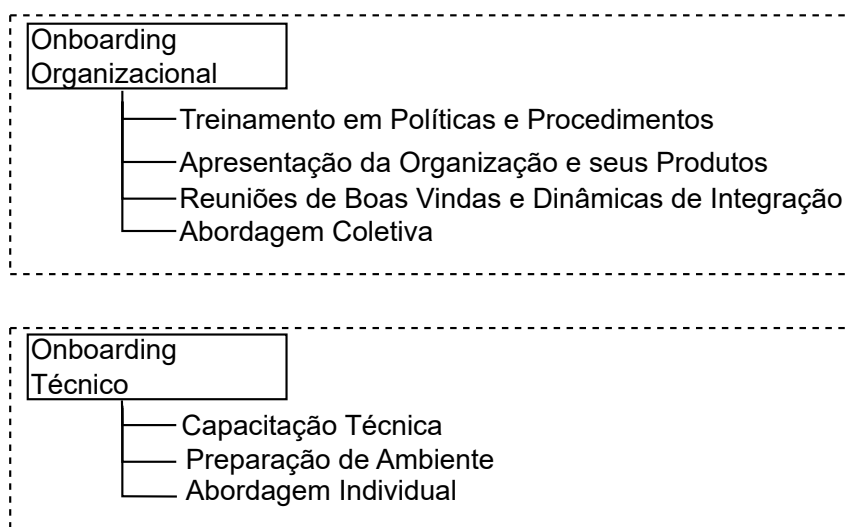 Onboarding
Organizacional
Treinamento em Políticas e Procedimentos
Apresentação da Organização e seus Produtos
Reuniões de Boas Vindas e Dinâmicas de Integração
Abordagem Coletiva
Onboarding
Técnico
Capacitação Técnica
Preparação de Ambiente
Abordagem Individual